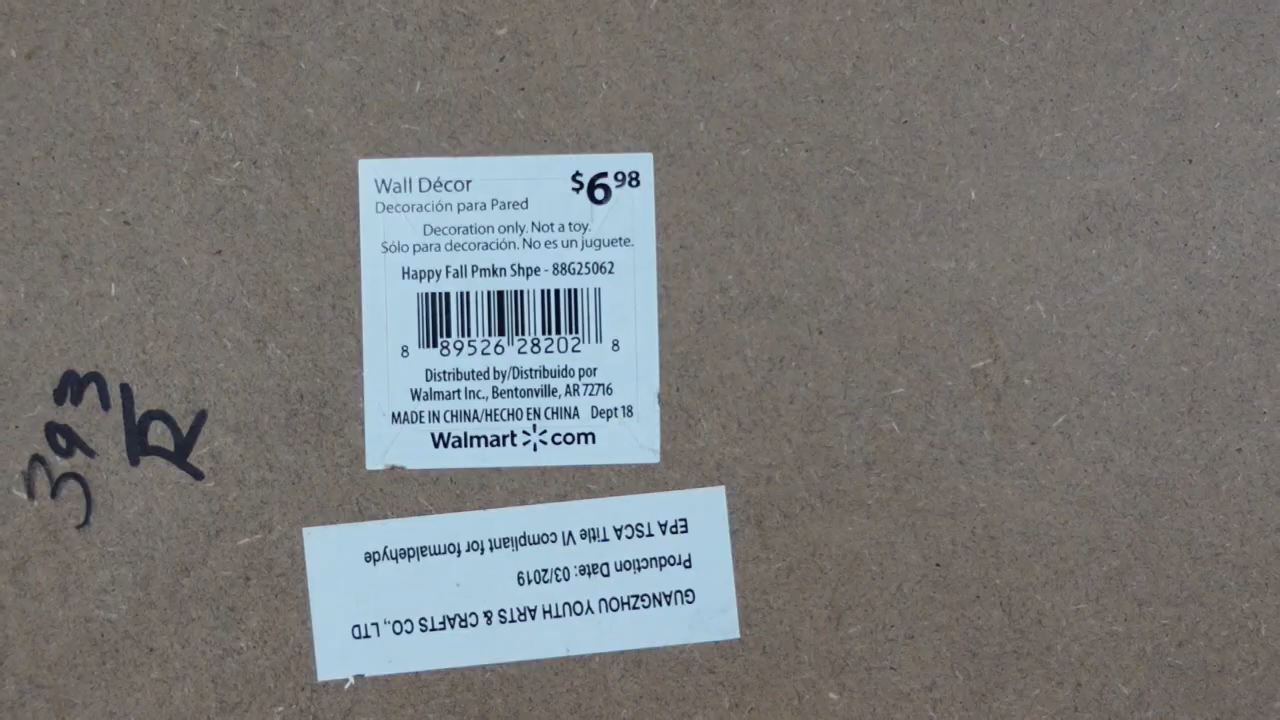 Wall Décor $6 98
Decoración para Pared
Decoration only. Not a toy.
Sólo para decoración. No es un juguete.
Happy Fall Pmkn Shpe - 88G25062
8 89526 28202 8
Distributed by/Distribuido por
Walmart Inc., Bentonville, AR 72716
MADE IN CHINA/HECHO EN CHINA Dept 18
Walmart com
GUANGZHOU YOUTH ARTS & CRAFTS CO., LTD
Production Date: 03/2019
EPA TSCA Title VI compliant for formaldehyde
393